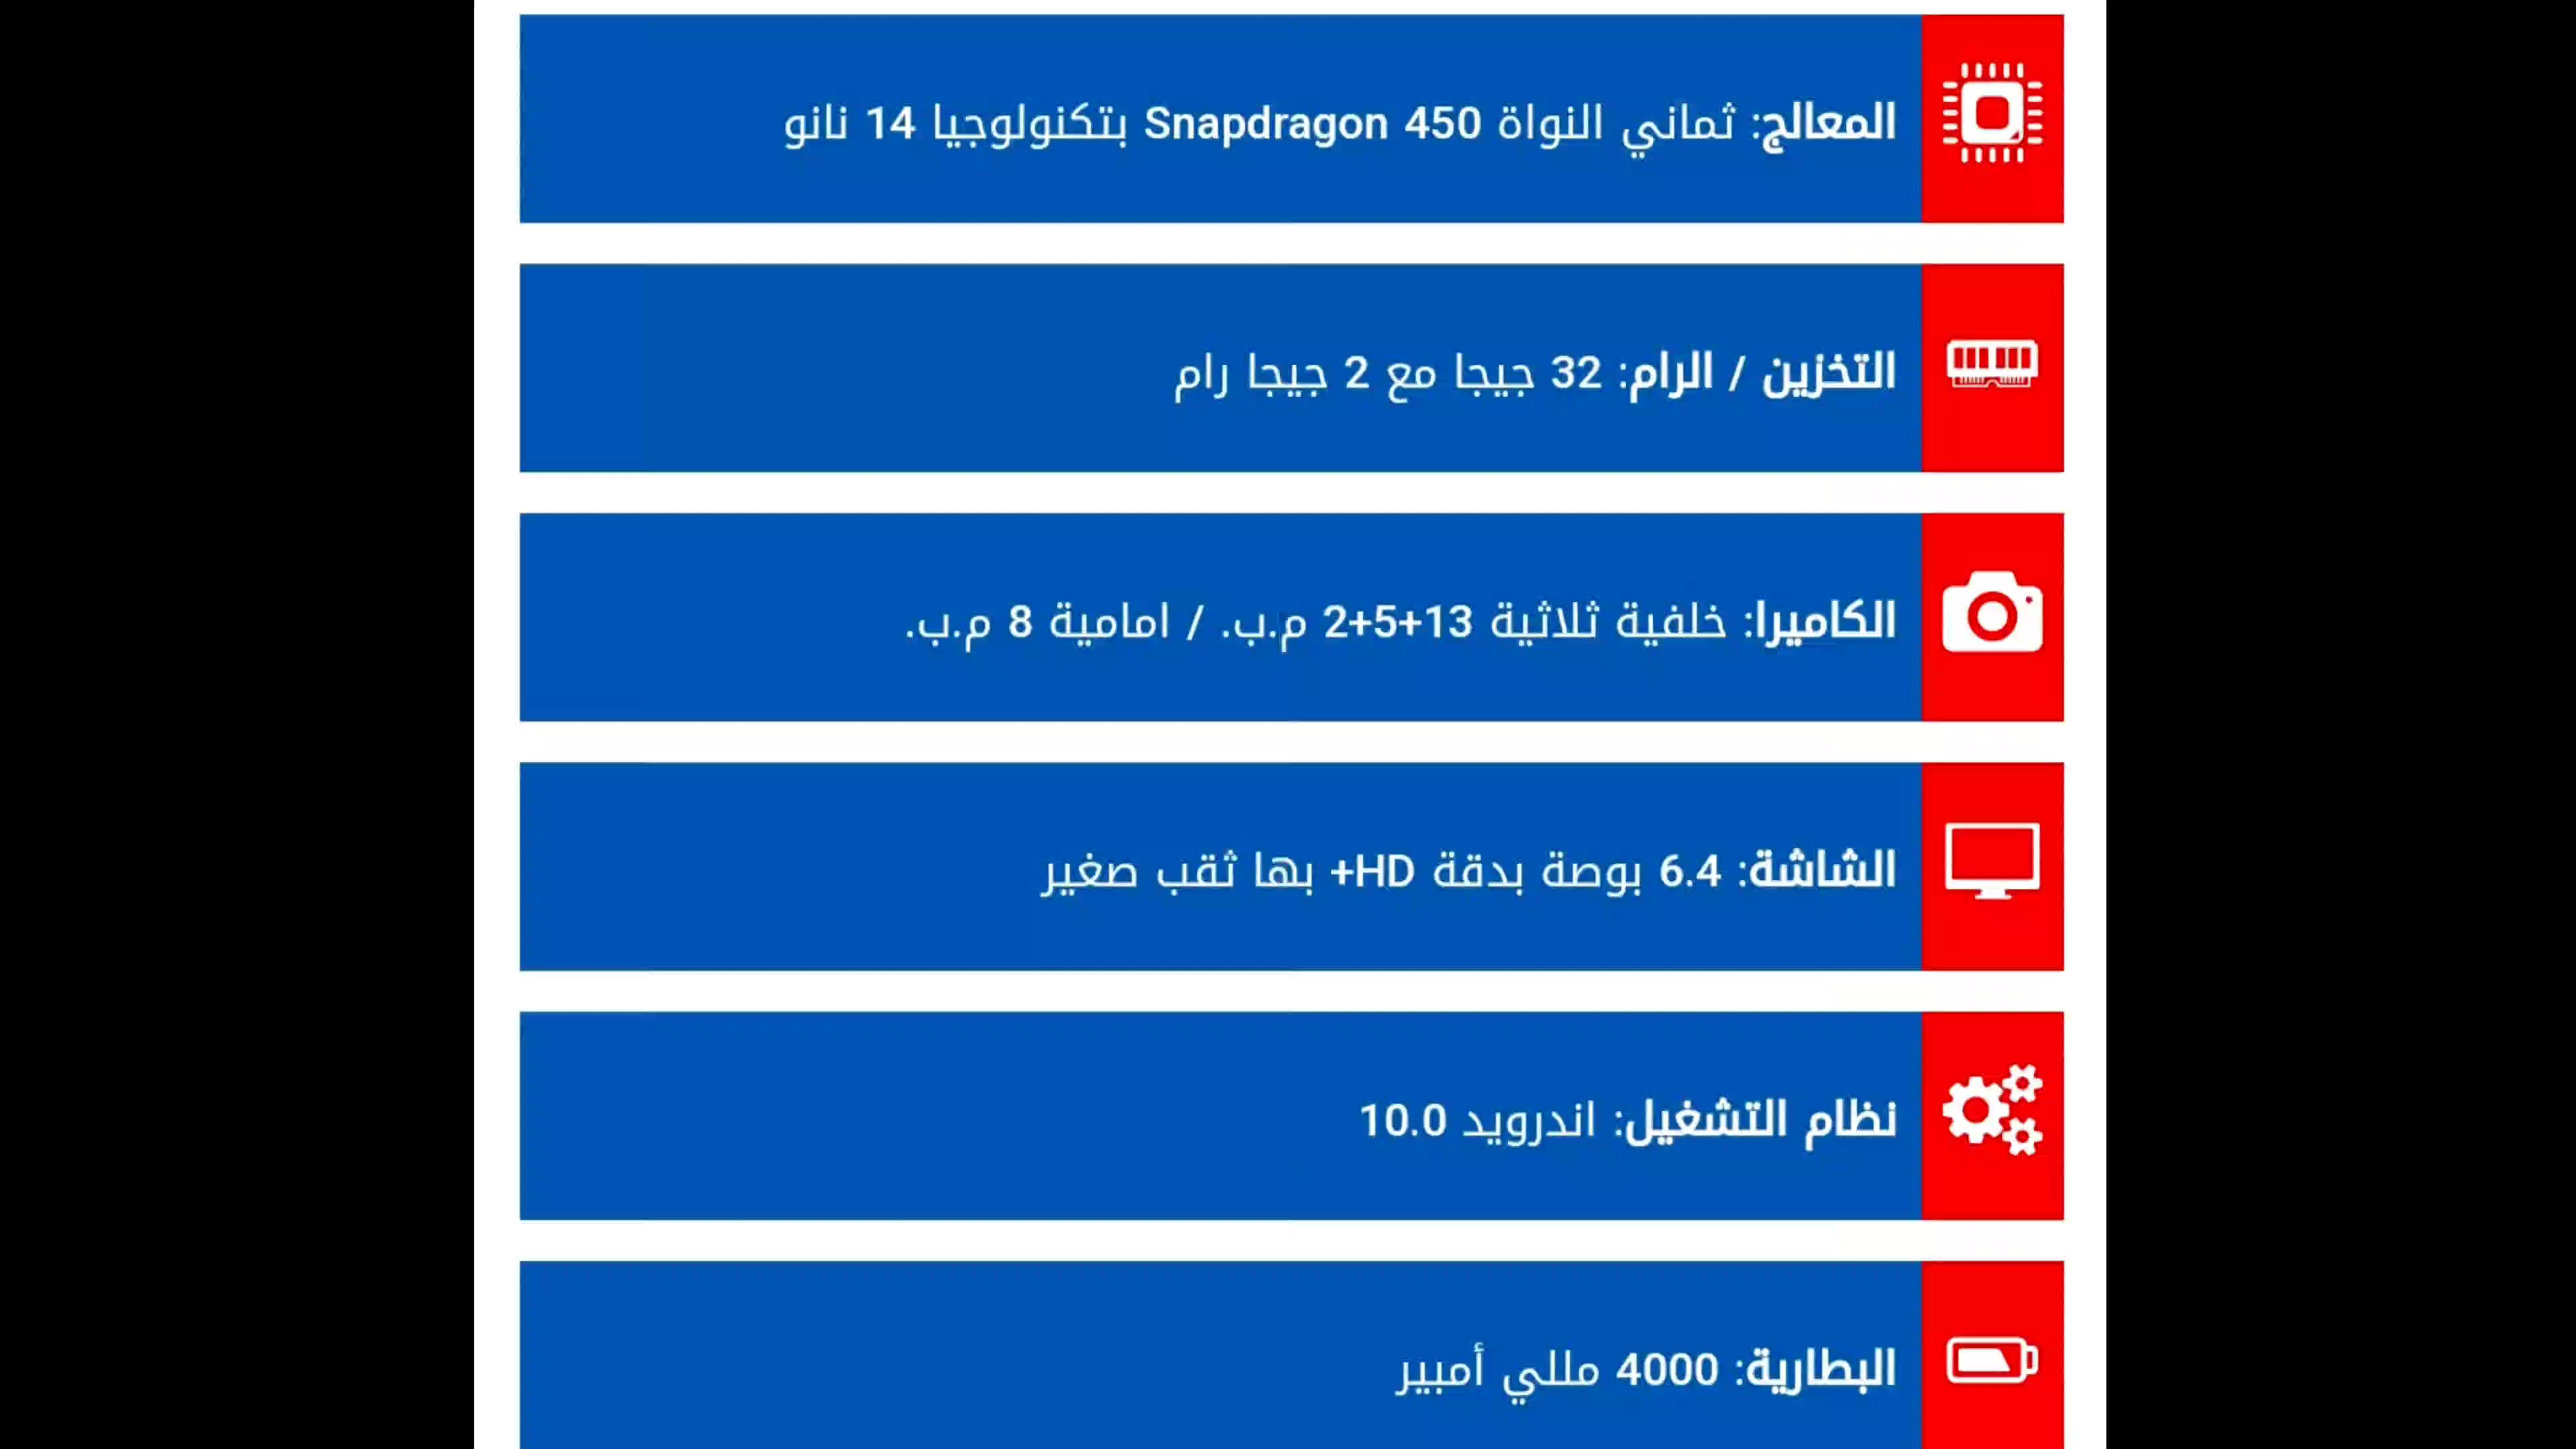 المعالج: ثماني النواة Snapdragon 450 بتكنولوجيا 14 نانو
التخزين / الرام: 32 جيجا مع 2 جيجا رام
الكاميرا: خلفية ثلاثية 13+5+2 م.ب. / امامية 8 م.ب.
الشاشة: 6.4 بوصة بدقة HD+ بها ثقب صغير
نظام التشغيل: اندرويد 10.0
البطارية: 4000 مللي أمبير